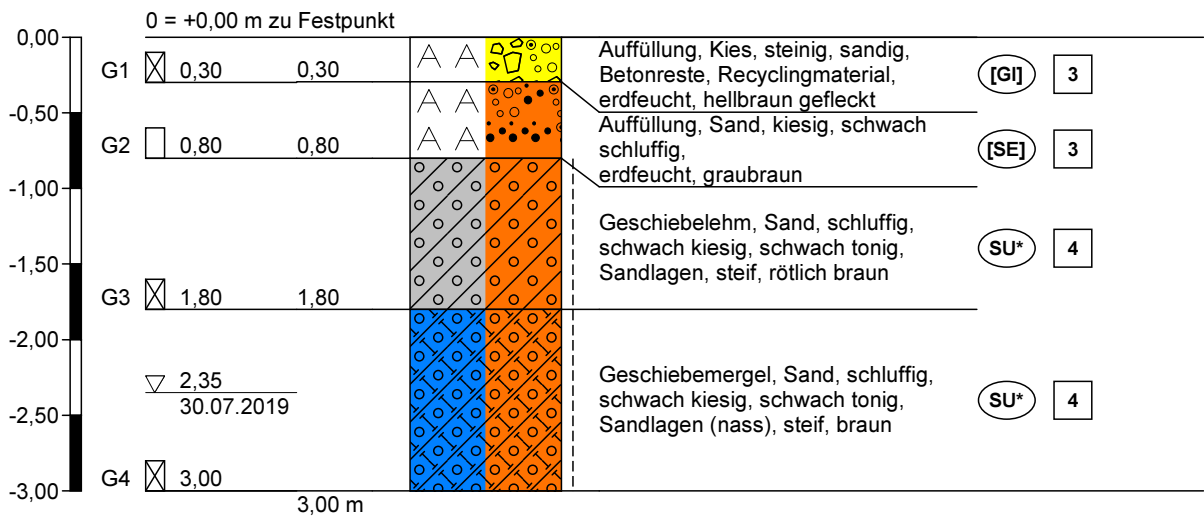 0 = +0,00 m zu Festpunkt
0,00
Auffüllung, Kies, steinig, sandig,
Betonreste, Recyclingmaterial,
erdfeucht, hellbraun gefleckt
G1 0,30 0,30
A A
[GI] 3
-0,50
A A
Auffüllung, Sand, kiesig, schwach
schluffig,
erdfeucht, graubraun
G2 0,80 0,80
A A
[SE] 3
-1,00
Geschiebelehm, Sand, schluffig,
schwach kiesig, schwach tonig,
Sandlagen, steif, rötlich braun
SU* 4
-1,50
G3 1,80 1,80
-2,00
2,35
30.07.2019
Geschiebemergel, Sand, schluffig,
schwach kiesig, schwach tonig,
Sandlagen (nass), steif, braun
SU* 4
-2,50
G4 3,00
-3,00
3,00 m